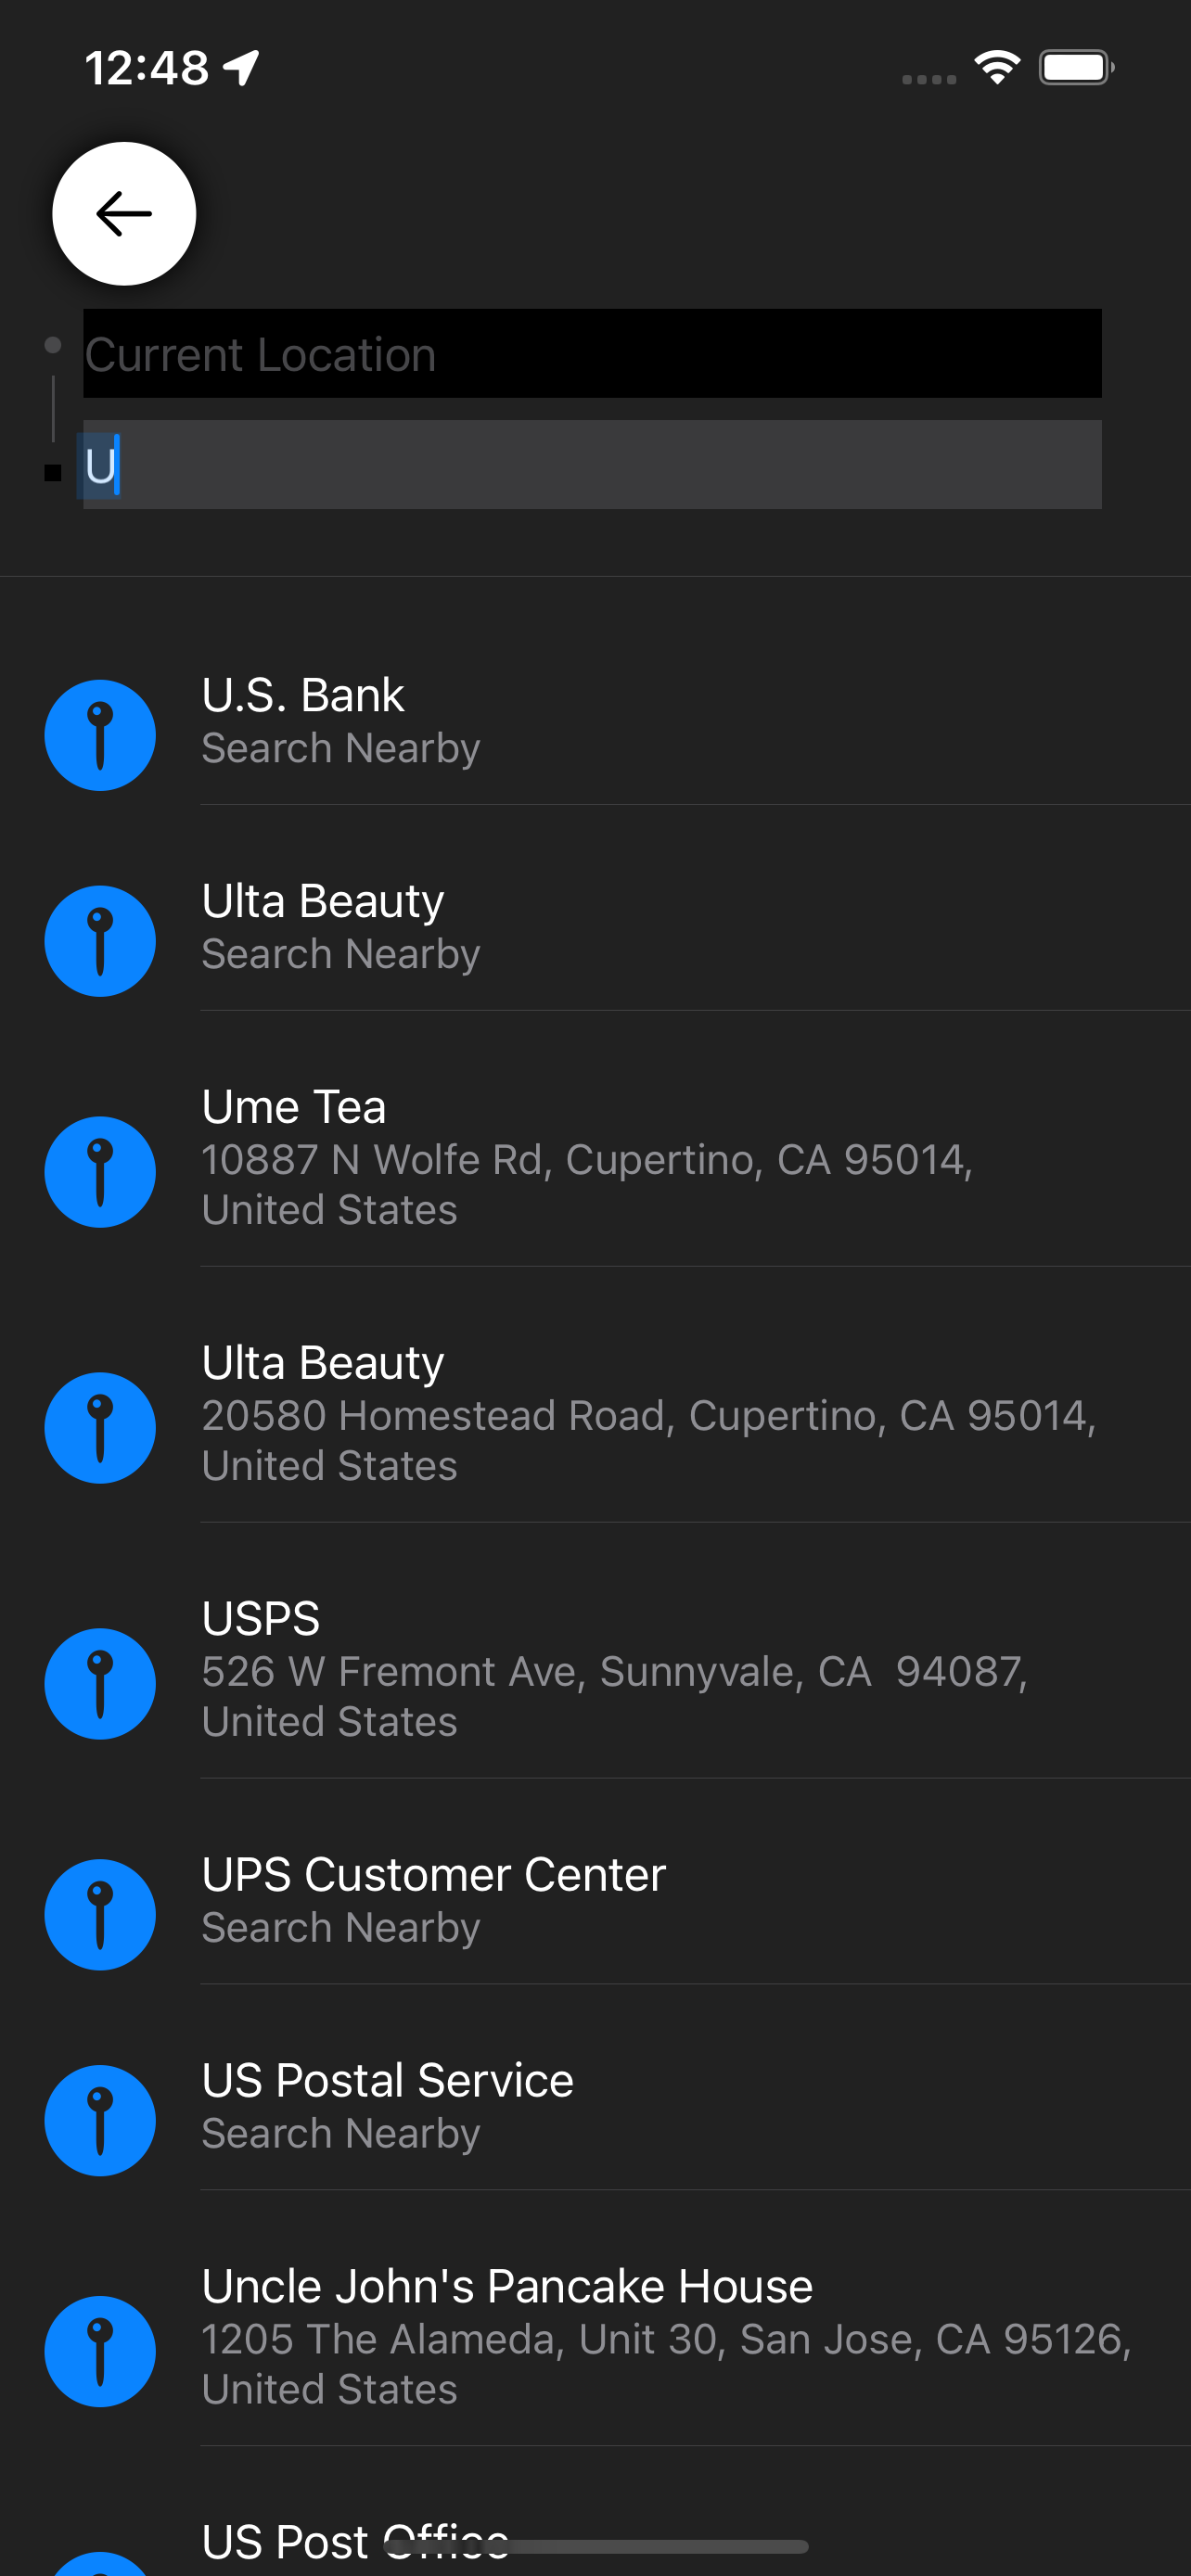 12:48
Current Location
U
U.S. Bank
Search Nearby
Ulta Beauty
Search Nearby
Ume Tea
10887 N Wolfe Rd, Cupertino, CA 95014,
United States
Ulta Beauty
20580 Homestead Road, Cupertino, CA 95014,
United States
USPS
526 W Fremont Ave, Sunnyvale, CA  94087,
United States
UPS Customer Center
Search Nearby
US Postal Service
Search Nearby
Uncle John's Pancake House
1205 The Alameda, Unit 30, San Jose, CA 95126,
United States
US Post Office